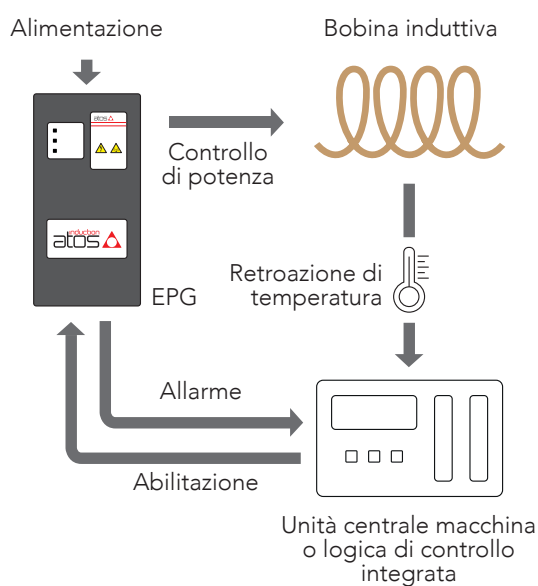 Alimentazione
Bobina induttiva
atos
Controllo
di potenza
induction
atos
EPG
Retroazione di
temperatura
Allarme
Abilitazione
Unità centrale macchina
o logica di controllo
integrata